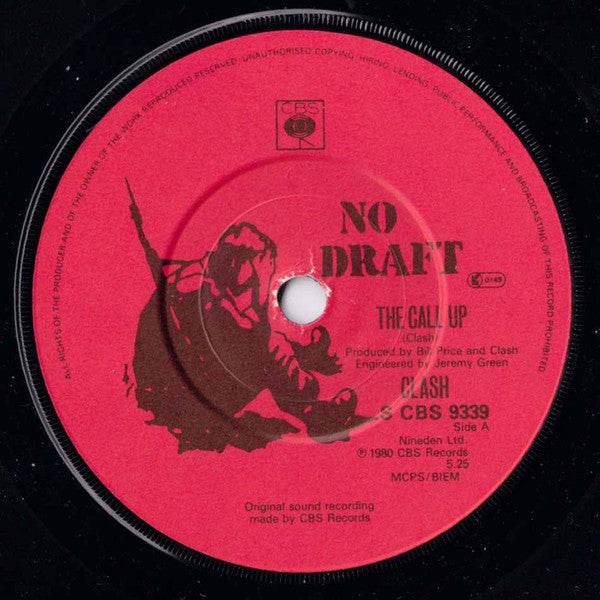 ALL RIGHTS OF THE PRODUCER AND OF THE OWNER OF THE WORK REPRODUCED RESERVED. UNAUTHORISED COPYING, HIRING, LENDING, PUBLIC PERFORMANCE AND BROADCASTING OF THIS RECORD PROHIBITED
CBS
NO
DRAFT
0149
THE CALL UP
(Clash)
Produced by Bill Price and Clash
Engineered by Jeremy Green
CLASH
S CBS 9339
Side A
Nineden Ltd.
℗ 1980 CBS Records
5.25
MCPS/BIEM
Original sound recording
made by CBS Records